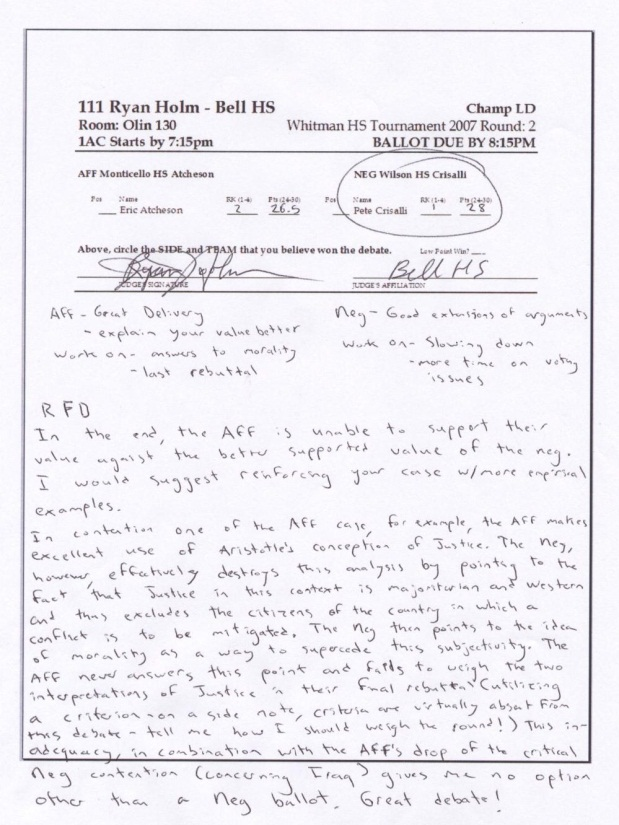 111 Ryan Holm - Bell HS Champ LD
Room: Olin 130 Whitman HS Tournament 2007 Round: 2
1AC Starts by 7:15pm BALLOT DUE BY 8:15PM
AFF Monticello HS Atcheson NEG Wilson HS Crisalli
Pos Name RK (1-4) Pts (24-30) Pos Name RK (1-4) Pts (24-30)
Eric Atcheson 2 26.5 Pete Crisalli 1 28
Above, circle the SIDE and TEAM that you believe won the debate. Low Point Win?
Ryan Holm Bell HS
JUDGE'S SIGNATURE JUDGE'S AFFILIATION
Aff - Great Delivery Neg - Good extensions of arguments
- explain your value better
Work on - answers to morality Work on - Slowing down
- last rebuttal - more time on voting
issues
RFD
In the end, the AFF is unable to support their
value against the better supported value of the neg.
I would suggest reinforcing your case w/more empirical
examples.
In contention one of the AFF case, for example, the AFF makes
excellent use of Aristotle's conception of Justice. The Neg,
however, effectively destroys this analysis by pointing to the
fact that Justice in this context is majoritarian and Western
and thus excludes the citizens of the country in which a
conflict is to be mitigated. The Neg then points to the idea
of morality as a way to supercede this subjectivity. The
AFF never answers this point and fails to weigh the two
interpretations of Justice in their final rebuttal (utilizing
a criterion - on a side note, criteria are virtually absent from
this debate - tell me how I should weigh the round!) This in-
adequacy, in combination with the AFF's drop of the critical
Neg contention (concerning Iraq) gives me no option
other than a Neg ballot. Great debate!